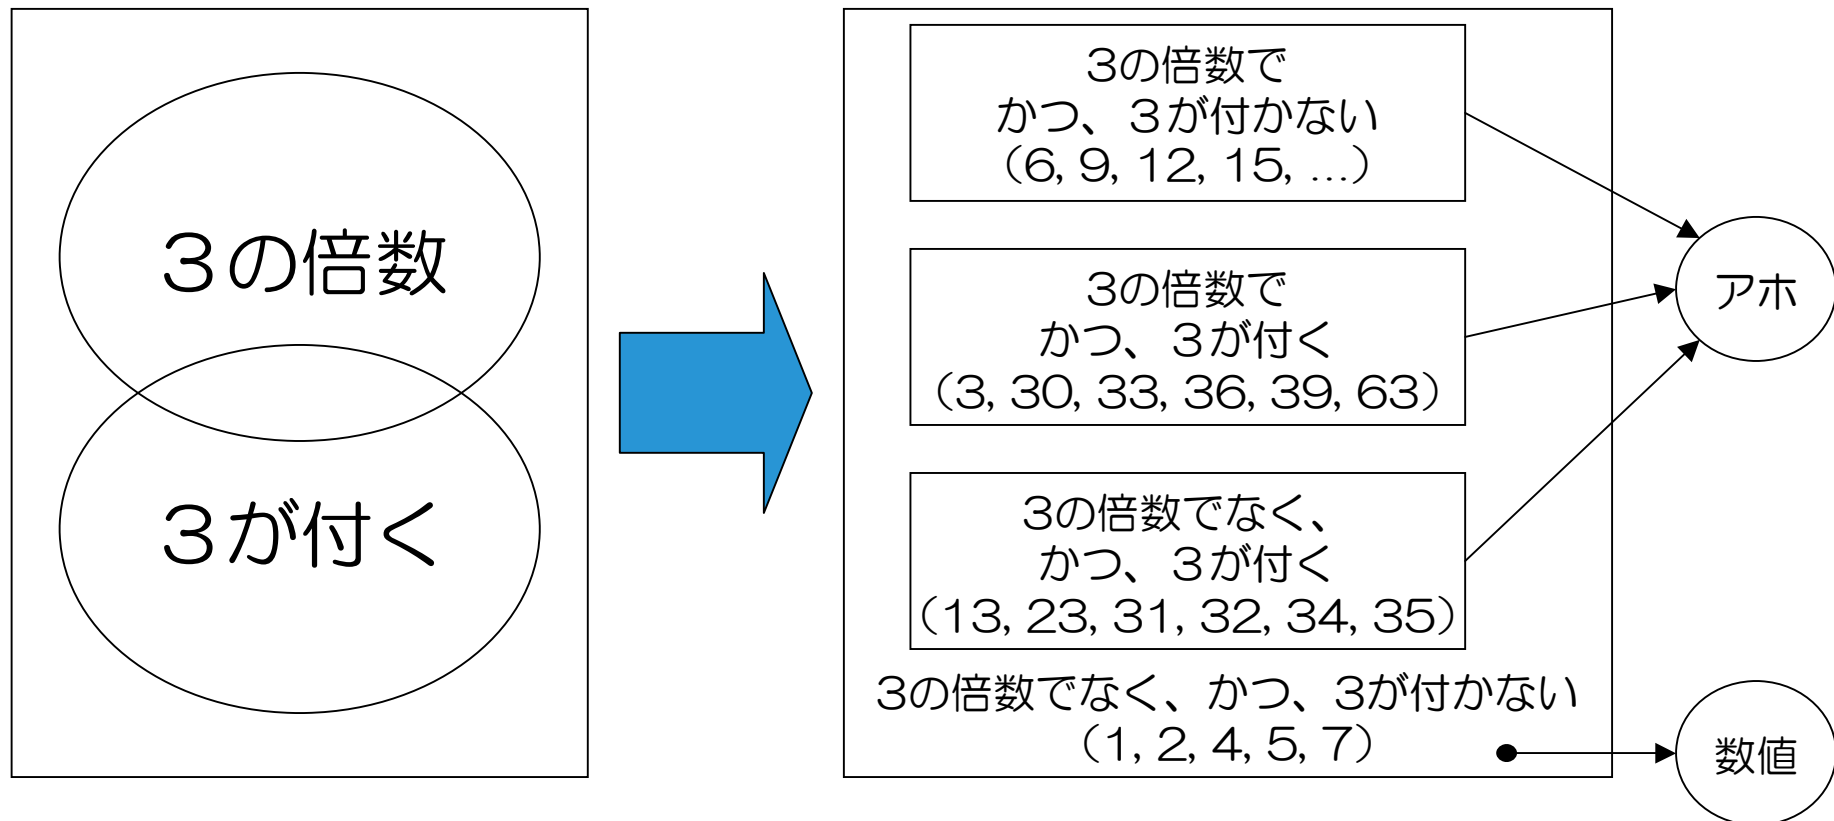 ３の倍数
３が付く
３の倍数で
かつ、３が付かない
（6, 9, 12, 15, ...）
３の倍数で
かつ、３が付く
（3, 30, 33, 36, 39, 63）
３の倍数でなく、
かつ、３が付く
（13, 23, 31, 32, 34, 35）
３の倍数でなく、かつ、３が付かない
（1, 2, 4, 5, 7）
アホ
数値